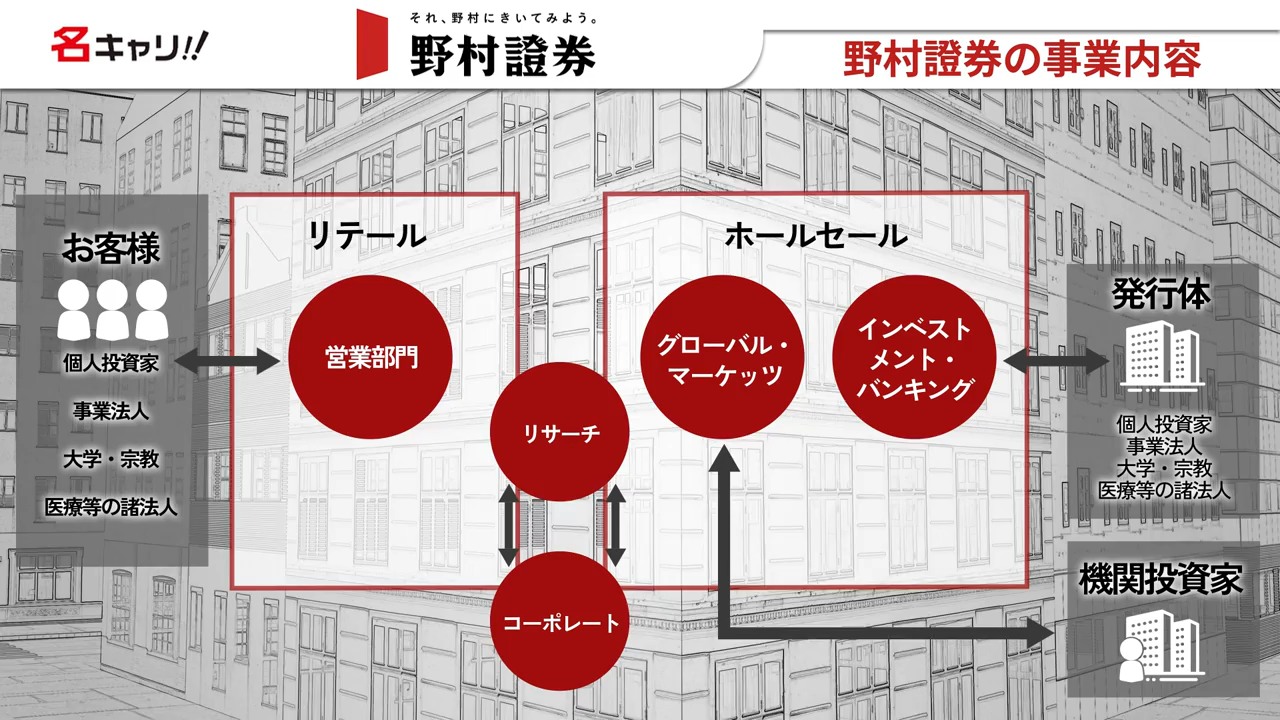 名キャリ!!
それ、野村にきいてみよう。
野村證券
野村證券の事業内容
お客様
個人投資家
事業法人
大学・宗教
医療等の諸法人
リテール
営業部門
リサーチ
コーポレート
ホールセール
グローバル・
マーケッツ
インベスト
メント・
バンキング
発行体
個人投資家
事業法人
大学・宗教
医療等の諸法人
機関投資家